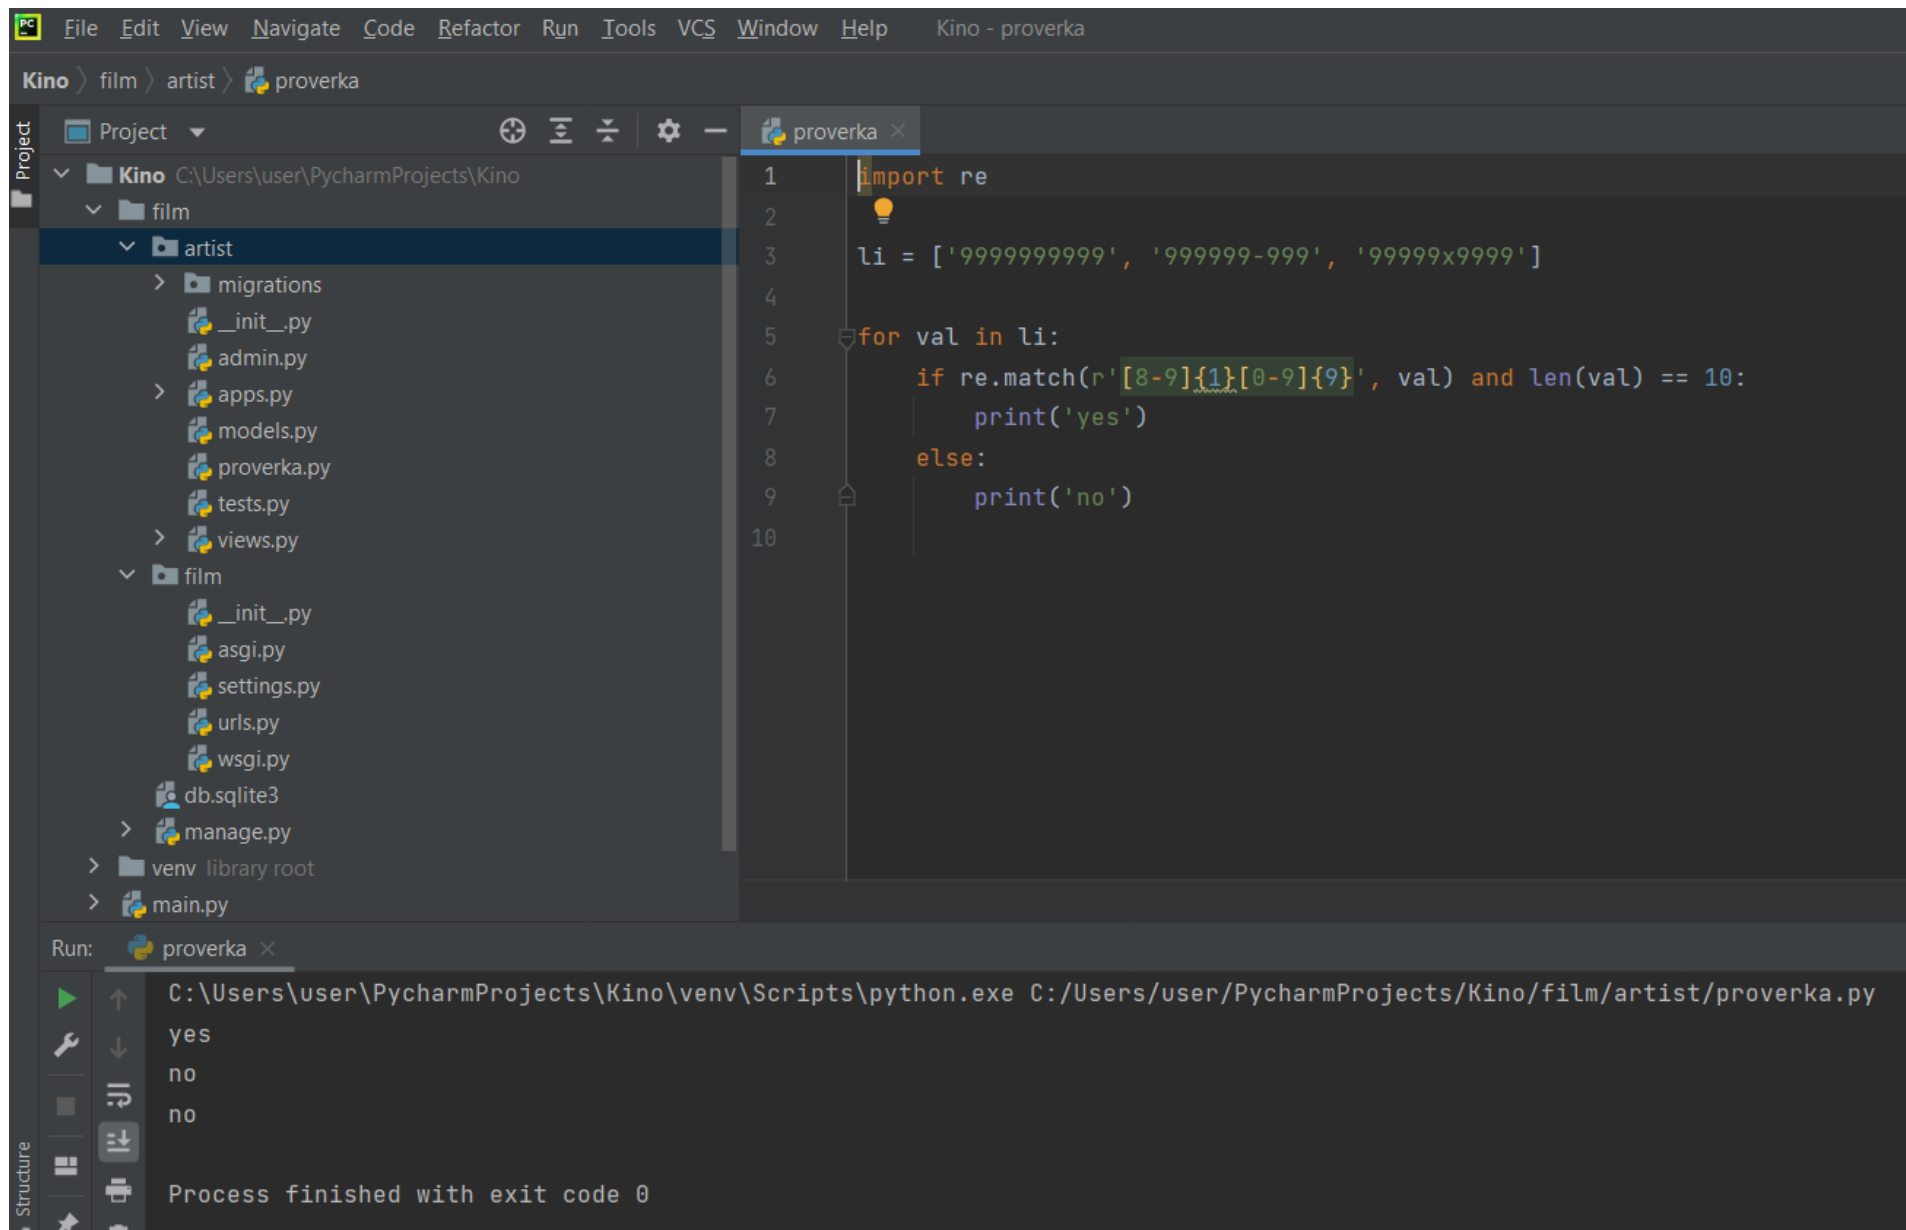 PC File Edit View Navigate Code Refactor Run Tools VCS Window Help Kino - proverka
Kino film artist proverka
Project
Project
proverka
Kino C:\Users\user\PycharmProjects\Kino
film
artist
migrations
__init__.py
admin.py
apps.py
models.py
proverka.py
tests.py
views.py
film
__init__.py
asgi.py
settings.py
urls.py
wsgi.py
db.sqlite3
manage.py
venv library root
main.py
1 import re
2
3 li = ['9999999999', '999999-999', '99999x9999']
4
5 for val in li:
6 if re.match(r'[8-9]{1}[0-9]{9}', val) and len(val) == 10:
7 print('yes')
8 else:
9 print('no')
10
Run: proverka
C:\Users\user\PycharmProjects\Kino\venv\Scripts\python.exe C:/Users/user/PycharmProjects/Kino/film/artist/proverka.py
yes
no
no
Process finished with exit code 0
Structure